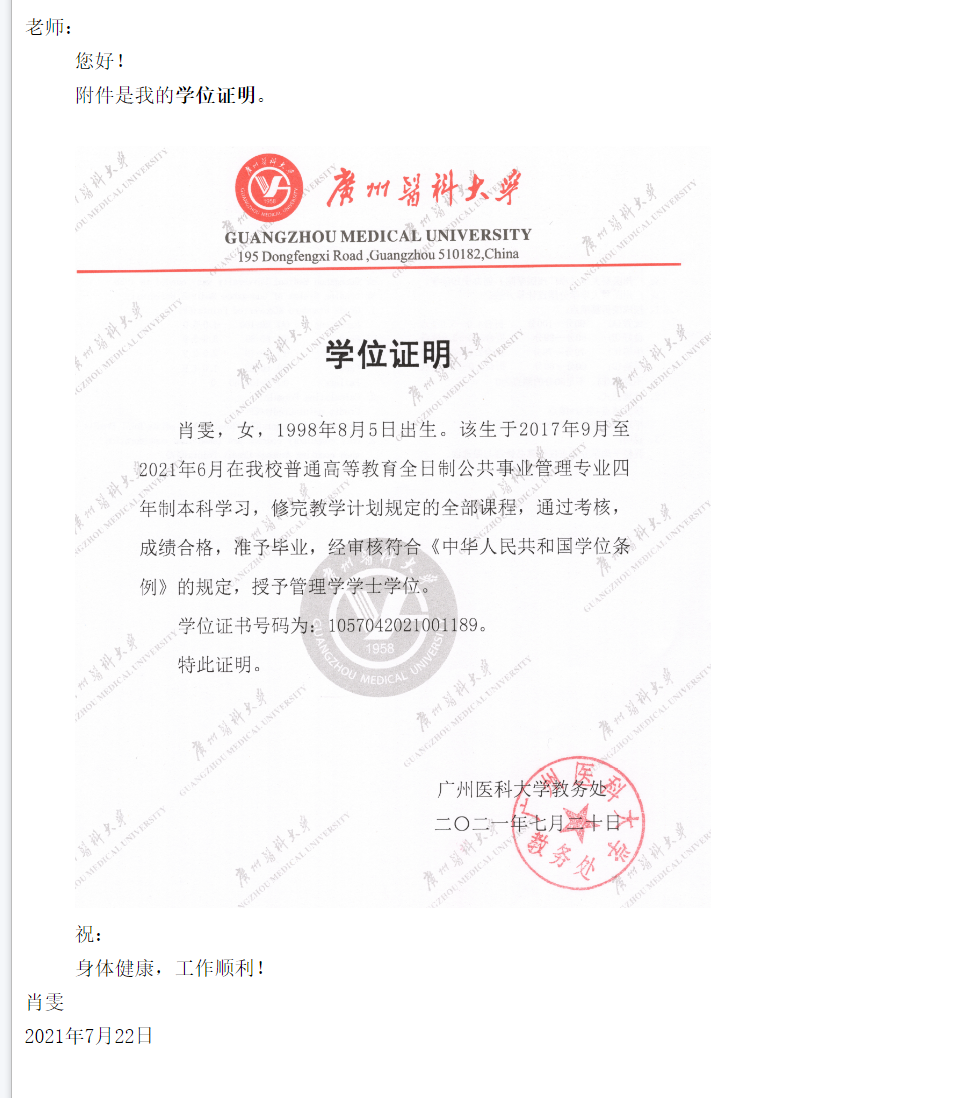 老师：
您好！
附件是我的学位证明。
广州医科大学
GUANGZHOU MEDICAL UNIVERSITY
195 Dongfengxi Road ,Guangzhou 510182,China
学位证明
肖雯，女，1998年8月5日出生。该生于2017年9月至
2021年6月在我校普通高等教育全日制公共事业管理专业四
年制本科学习，修完教学计划规定的全部课程，通过考核，
成绩合格，准予毕业，经审核符合《中华人民共和国学位条
例》的规定，授予管理学学士学位。
学位证书号码为：1057042021001189。
特此证明。
1958
GUANGZHOU MEDICAL UNIVERSITY
广州医科大学教务处
二〇二一年七月二十日
广州医科大学
教务处
祝：
身体健康，工作顺利！
肖雯
2021年7月22日